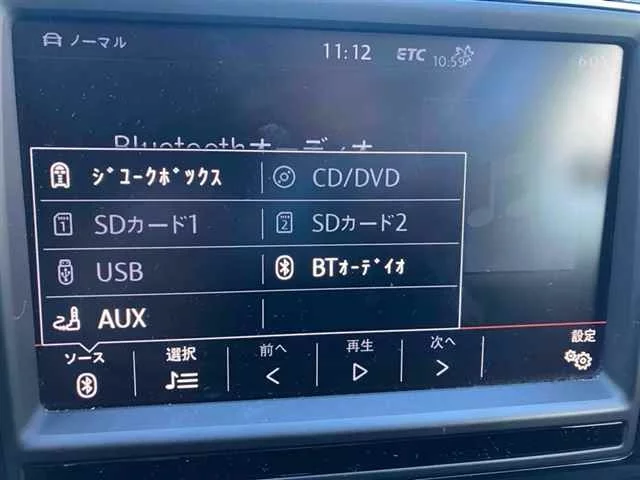 ノーマル 11:12 ETC 10:59
Bluetoothオーディオ
ｼﾞｭｰｸﾎﾞｯｸｽ CD/DVD
1 SDカード1 2 SDカード2
USB BTｵｰﾃﾞｨｵ
AUX
ソース 選択 前へ 再生 次へ 設定